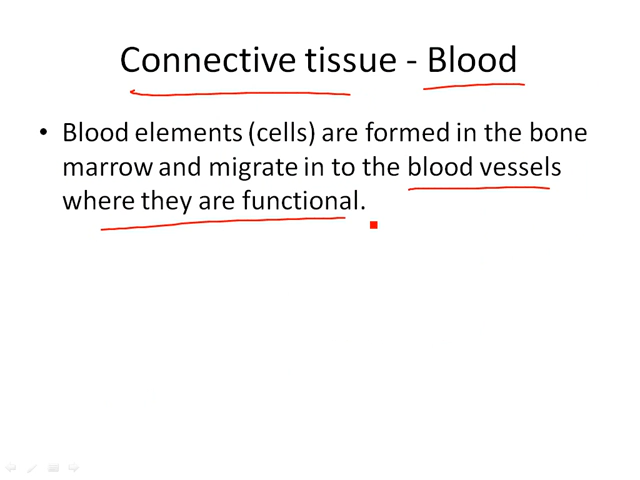 Connective tissue - Blood
• Blood elements (cells) are formed in the bone
marrow and migrate in to the blood vessels
where they are functional.